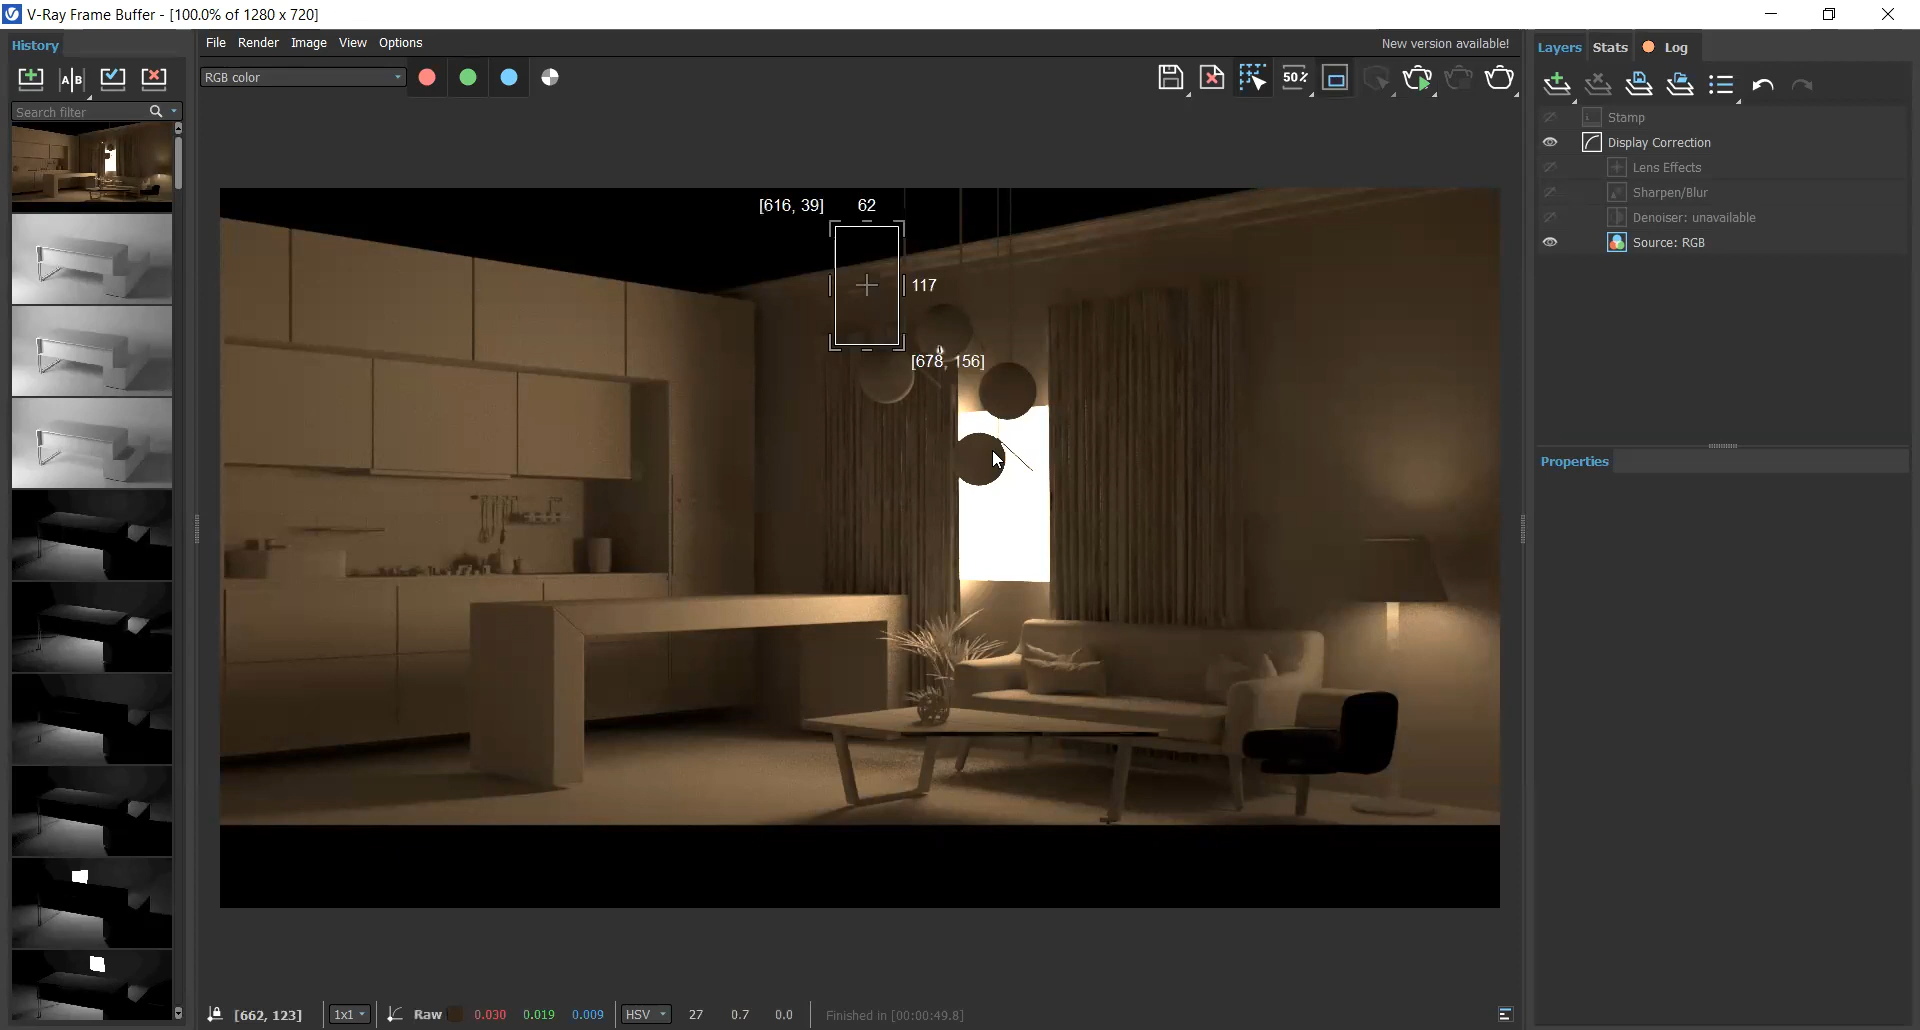 V-Ray Frame Buffer - [100.0% of 1280 x 720]
History
File Render Image View Options
New version available!
Layers Stats Log
RGB color
A B
50%
Search filter
Stamp
Display Correction
Lens Effects
Sharpen/Blur
Denoiser: unavailable
Source: RGB
[616, 39] 62
117
[678, 156]
Properties
[662, 123] 1x1 Raw 0.030 0.019 0.009 HSV 27 0.7 0.0 Finished in [00:00:49.8]